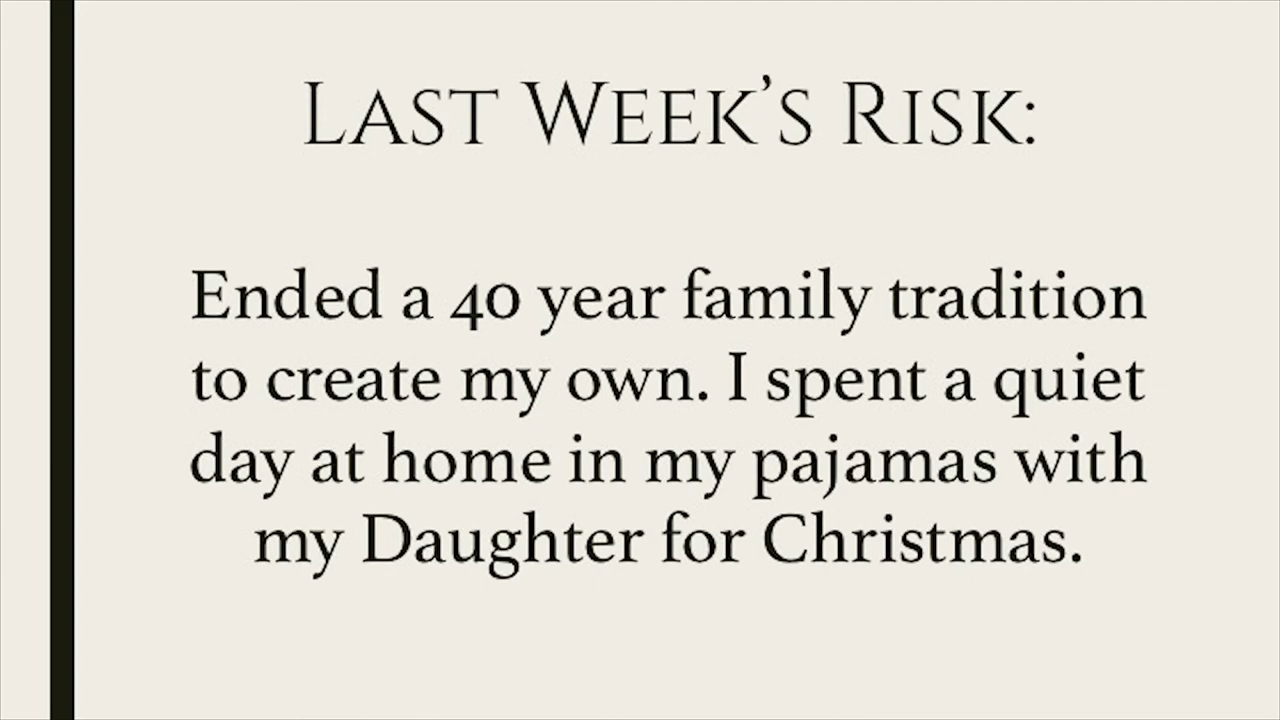 Last Week’s Risk:
Ended a 40 year family tradition
to create my own. I spent a quiet
day at home in my pajamas with
my Daughter for Christmas.